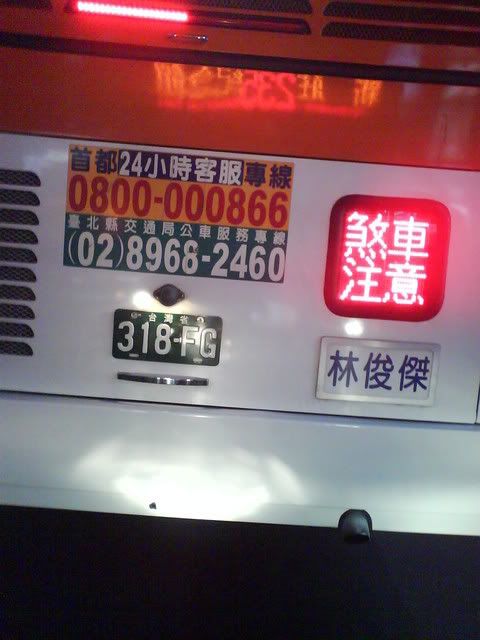 首都24小時客服專線
0800-000866
臺北縣交通局公車服務專線
(02)8968-2460
煞車
注意
台灣省
318-FG
林俊傑